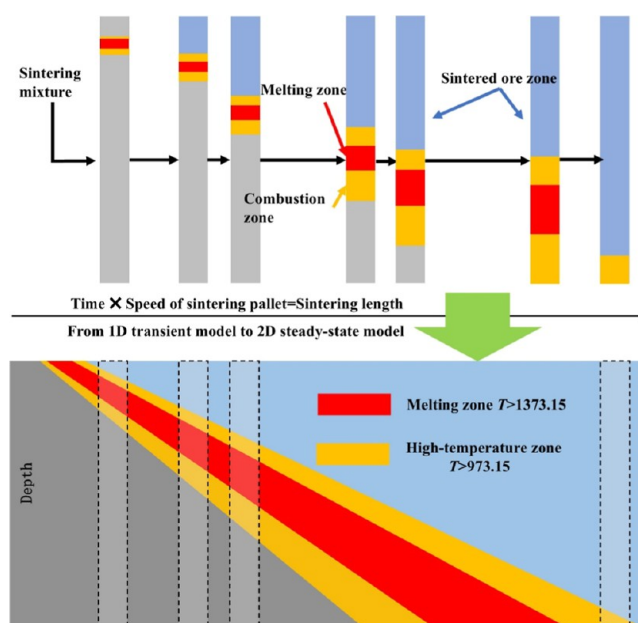 Sintering
mixture
Melting zone
Sintered ore zone
Combustion
zone
Time × Speed of sintering pallet=Sintering length
From 1D transient model to 2D steady-state model
Depth
Melting zone T>1373.15
High-temperature zone
T>973.15